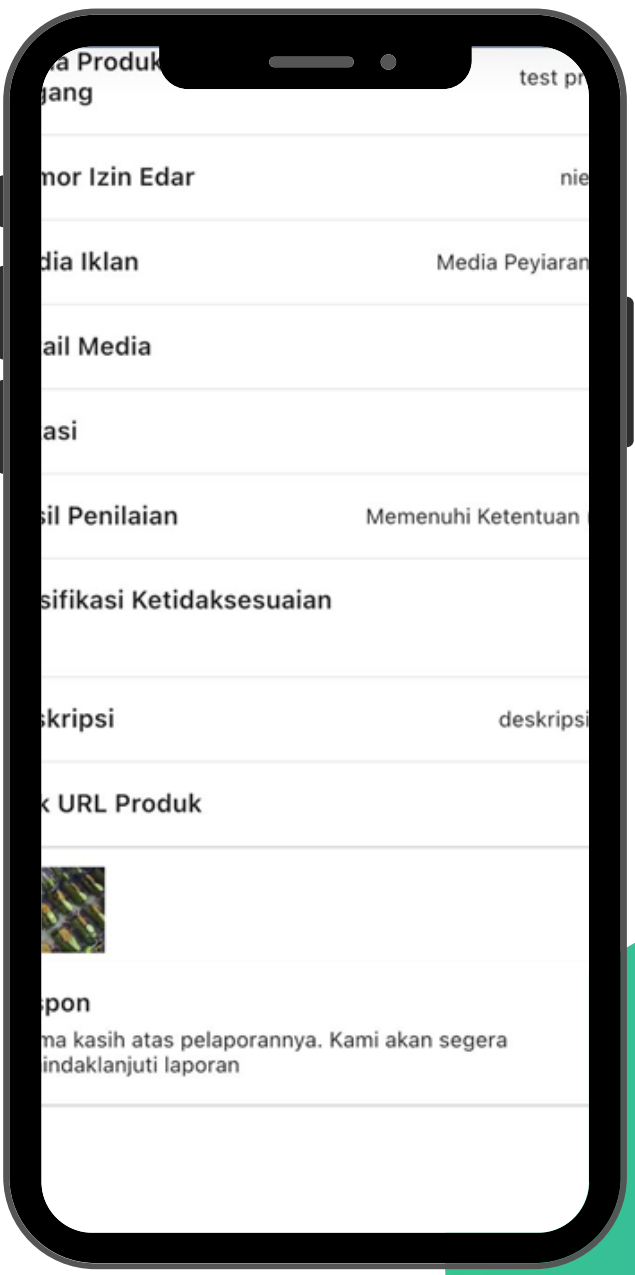 a Produk
gang
test pr
mor Izin Edar
nie
dia Iklan
Media Peyiaran
ail Media
asi
sil Penilaian
Memenuhi Ketentuan
sifikasi Ketidaksesuaian
skripsi
deskripsi
k URL Produk
spon
ma kasih atas pelaporannya. Kami akan segera
indaklanjuti laporan